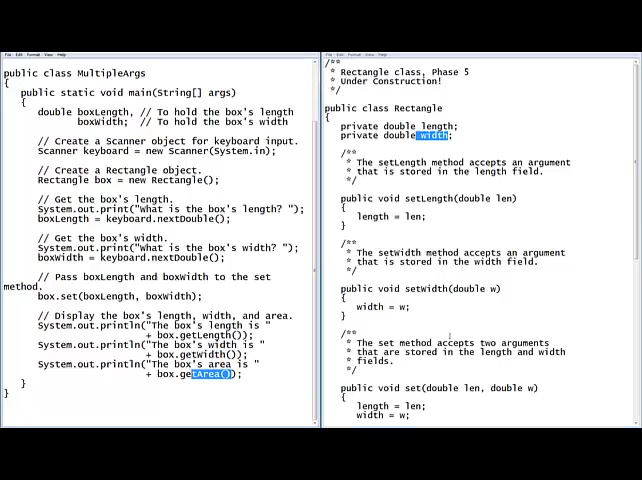 File Edit Format View Help
public class MultipleArgs
{
public static void main(String[] args)
{
double boxLength, // To hold the box's length
boxWidth; // To hold the box's width
// Create a Scanner object for keyboard input.
Scanner keyboard = new Scanner(System.in);
// Create a Rectangle object.
Rectangle box = new Rectangle();
// Get the box's length.
System.out.print("What is the box's length? ");
boxLength = keyboard.nextDouble();
// Get the box's width.
System.out.print("What is the box's width? ");
boxWidth = keyboard.nextDouble();
// Pass boxLength and boxWidth to the set
method.
box.set(boxLength, boxWidth);
// Display the box's length, width, and area.
System.out.println("The box's length is "
+ box.getLength());
System.out.println("The box's width is "
+ box.getWidth());
System.out.println("The box's area is "
+ box.getArea());
}
}
File Edit Format View Help
/**
* Rectangle class, Phase 5
* Under Construction!
*/
public class Rectangle
{
private double length;
private double width;
/**
* The setLength method accepts an argument
* that is stored in the length field.
*/
public void setLength(double len)
{
length = len;
}
/**
* The setWidth method accepts an argument
* that is stored in the width field.
*/
public void setWidth(double w)
{
width = w;
}
/**
* The set method accepts two arguments
* that are stored in the length and width
* fields.
*/
public void set(double len, double w)
{
length = len;
width = w;